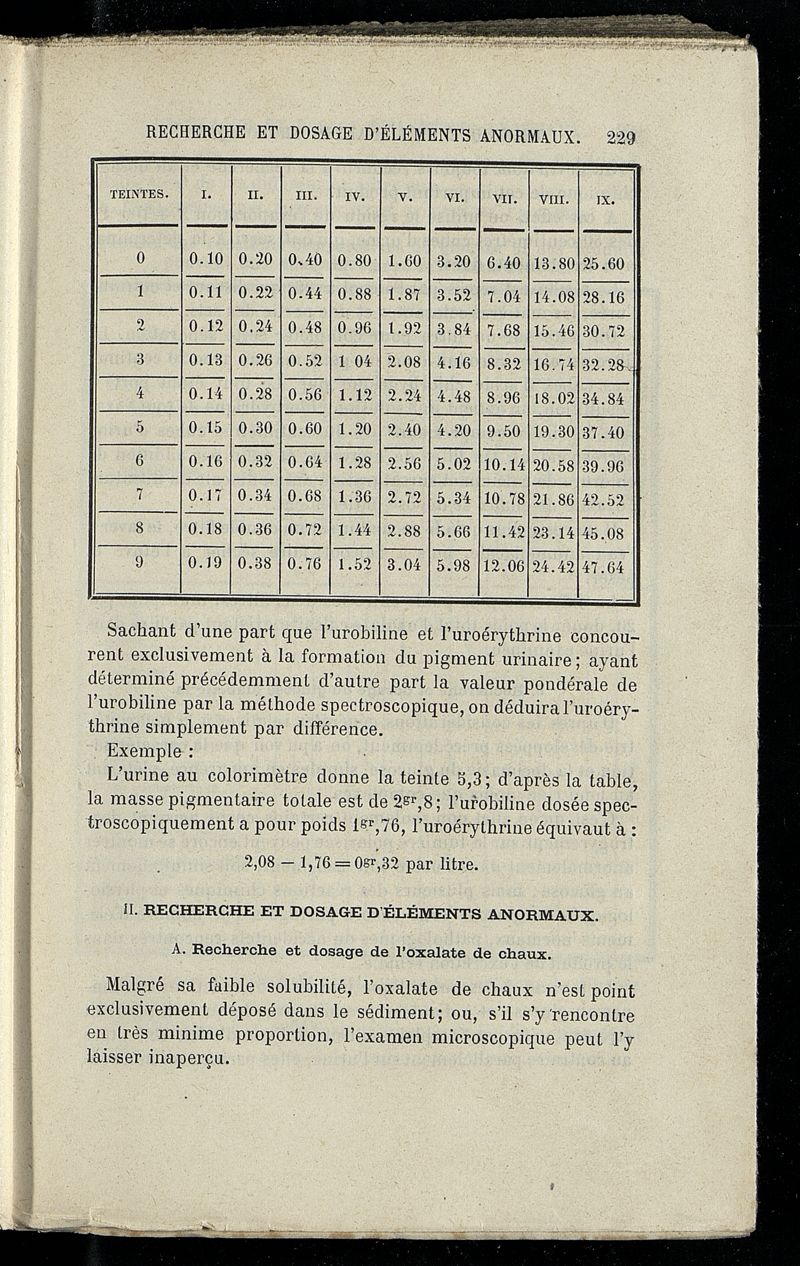 RECHERCHE ET DOSAGE D'ÉLÉMENTS ANORMAUX. 229
TEINTES. I. II. III. IV. V. VI. VII. VIII. IX.
0 0.10 0.20 0.40 0.80 1.60 3.20 6.40 13.80 25.60
1 0.11 0.22 0.44 0.88 1.87 3.52 7.04 14.08 28.16
2 0.12 0.24 0.48 0.96 1.92 3.84 7.68 15.46 30.72
3 0.13 0.26 0.52 1 04 2.08 4.16 8.32 16.74 32.28
4 0.14 0.28 0.56 1.12 2.24 4.48 8.96 18.02 34.84
5 0.15 0.30 0.60 1.20 2.40 4.20 9.50 19.30 37.40
6 0.16 0.32 0.64 1.28 2.56 5.02 10.14 20.58 39.96
7 0.17 0.34 0.68 1.36 2.72 5.34 10.78 21.86 42.52
8 0.18 0.36 0.72 1.44 2.88 5.66 11.42 23.14 45.08
9 0.19 0.38 0.76 1.52 3.04 5.98 12.06 24.42 47.64
Sachant d'une part que l'urobiline et l'uroérythrine concou-
rent exclusivement à la formation du pigment urinaire; ayant
déterminé précédemment d'autre part la valeur pondérale de
l'urobiline par la méthode spectroscopique, on déduira l'uroéry-
thrine simplement par différence.
Exemple :
L'urine au colorimètre donne la teinte 5,3; d'après la table,
la masse pigmentaire totale est de 2gr,8; l'urobiline dosée spec-
troscopiquement a pour poids 1gr,76, l'uroérythrine équivaut à :
2,08 — 1,76 = 0gr,32 par litre.
II. RECHERCHE ET DOSAGE D'ÉLÉMENTS ANORMAUX.
A. Recherche et dosage de l'oxalate de chaux.
Malgré sa faible solubilité, l'oxalate de chaux n'est point
exclusivement déposé dans le sédiment; ou, s'il s'y rencontre
en très minime proportion, l'examen microscopique peut l'y
laisser inaperçu.